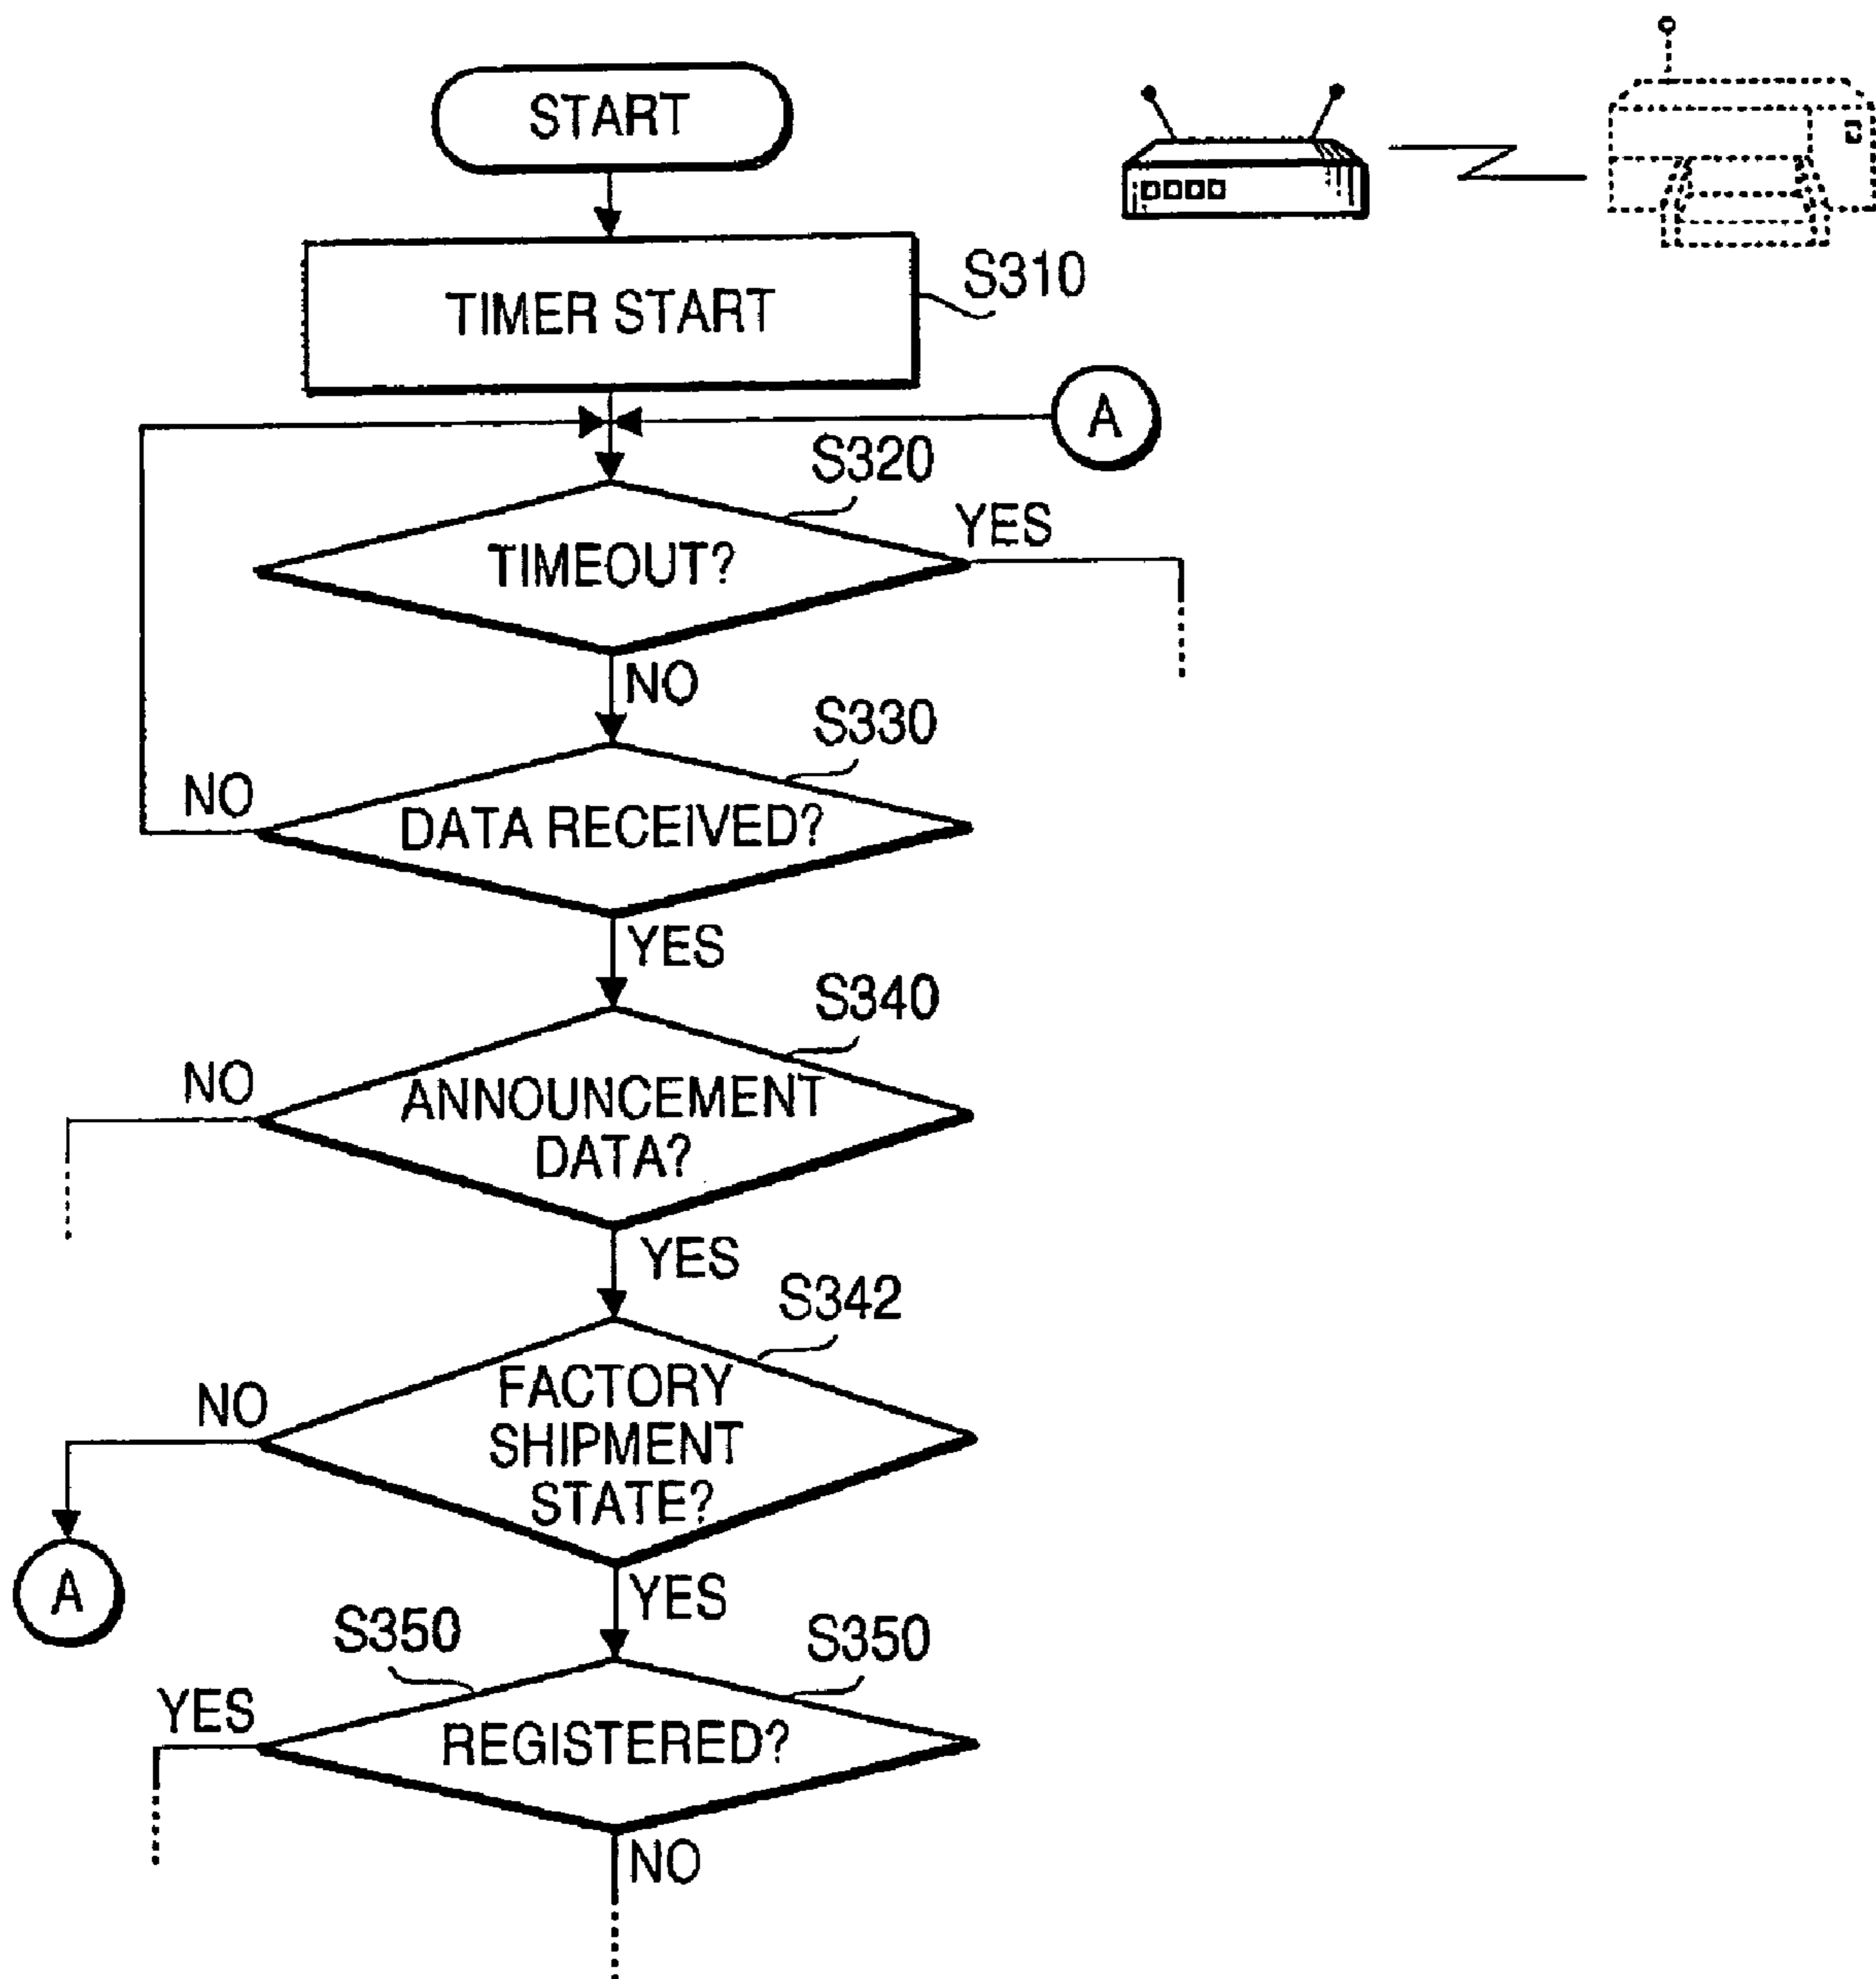 START
TIMER START
S310
A
S320
TIMEOUT?
YES
NO
S330
NO
DATA RECEIVED?
YES
S340
NO
ANNOUNCEMENT
DATA?
YES
S342
NO
FACTORY
SHIPMENT
STATE?
A
YES
S350
S350
YES
REGISTERED?
NO